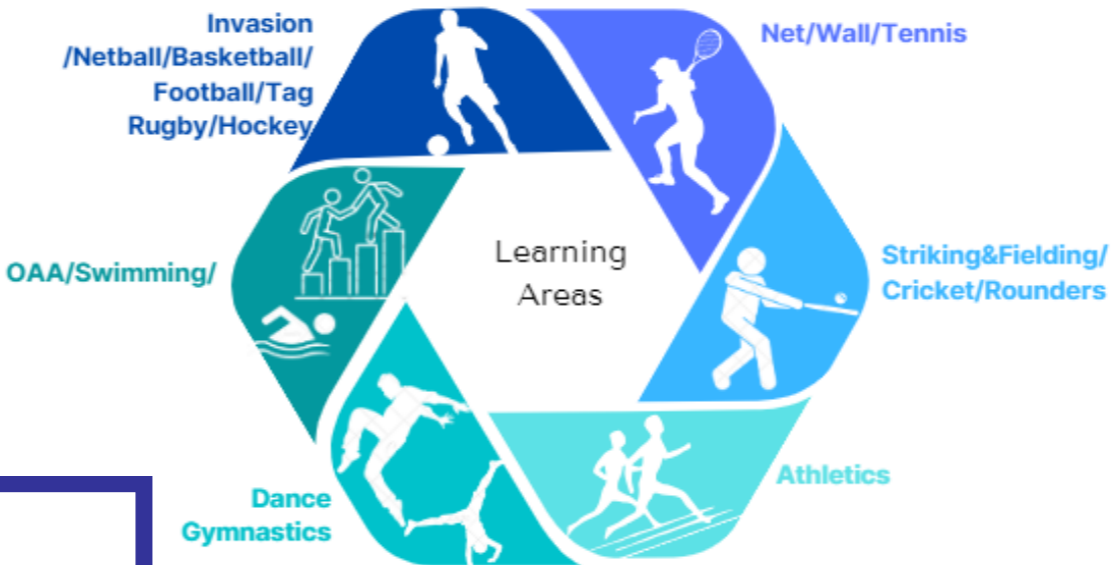 Invasion
/Netball/Basketball/
Football/Tag
Rugby/Hockey
Net/Wall/Tennis
OAA/Swimming/
Learning
Areas
Striking&Fielding/
Cricket/Rounders
Dance
Gymnastics
Athletics